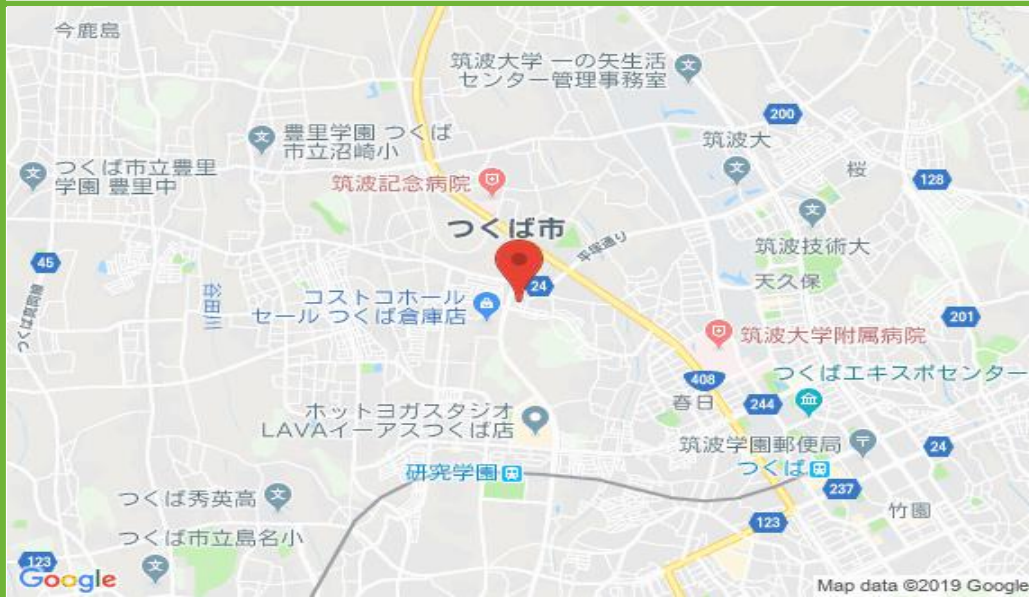 今鹿島
筑波大学 一の矢生活
センター管理事務室
200
豊里学園 つくば
市立沼崎小
筑波大
つくば市立豊里
学園 豊里中
筑波記念病院
桜
128
つくば市
平塚通り
筑波技術大
45
24
天久保
谷田川
コストコホール
セール つくば倉庫店
201
筑波大学附属病院
408
つくばエキスポセンター
春日
244
ホットヨガスタジオ
LAVAイーアスつくば店
筑波学園郵便局
24
研究学園
つくば
237
つくば秀英高
竹園
123
つくば市立島名小
123
Google
Map data ©2019 Google